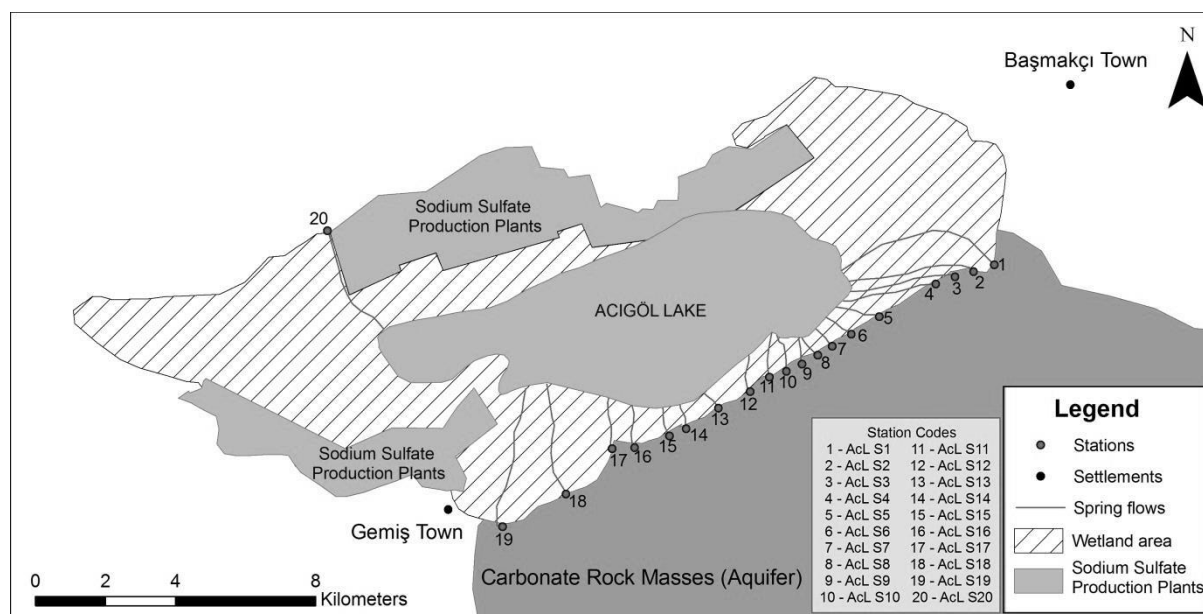 N
Başmakçı Town
Sodium Sulfate
Production Plants
20
ACIGÖL LAKE
1
2
3
4
5
6
7
8
9
10
11
12
13
14
15
16
17
18
19
Sodium Sulfate
Production Plants
Gemiş Town
Carbonate Rock Masses (Aquifer)
0 2 4 8
Kilometers
Station Codes
1 - AcL S1 11 - AcL S11
2 - AcL S2 12 - AcL S12
3 - AcL S3 13 - AcL S13
4 - AcL S4 14 - AcL S14
5 - AcL S5 15 - AcL S15
6 - AcL S6 16 - AcL S16
7 - AcL S7 17 - AcL S17
8 - AcL S8 18 - AcL S18
9 - AcL S9 19 - AcL S19
10 - AcL S10 20 - AcL S20
Legend
Stations
Settlements
Spring flows
Wetland area
Sodium Sulfate
Production Plants